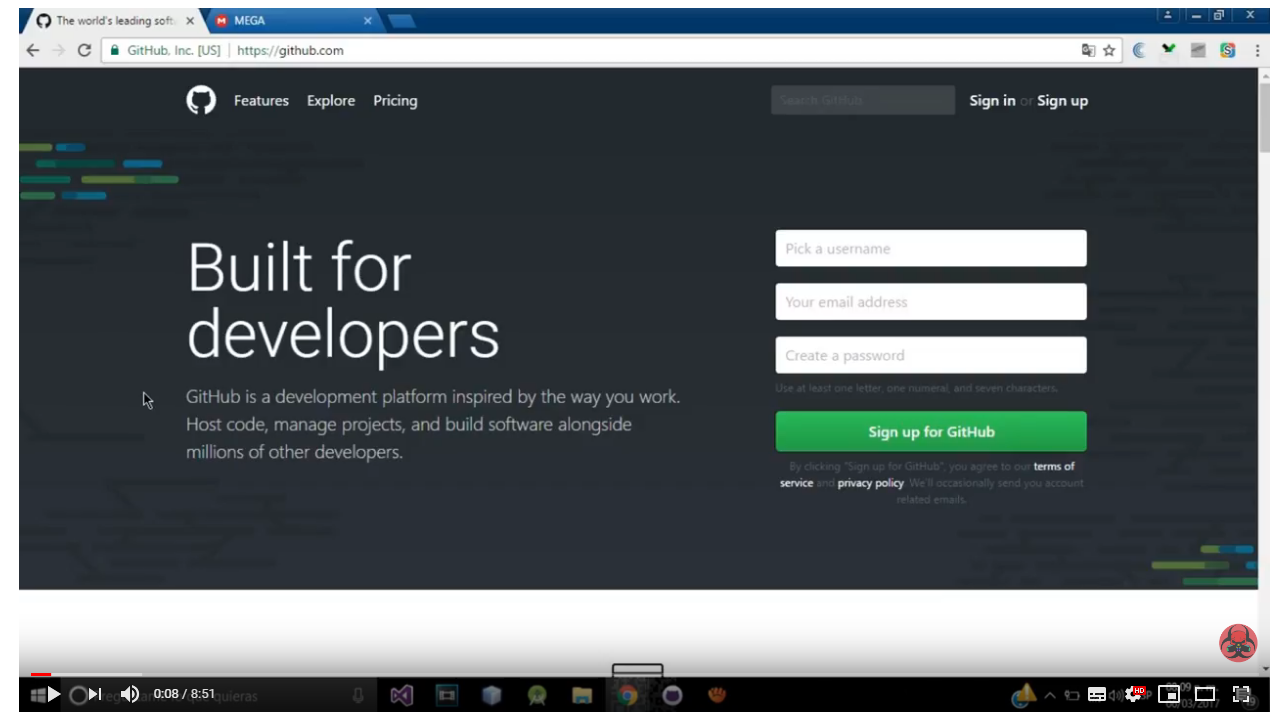 The world's leading soft
MEGA
GitHub, Inc. [US] | https://github.com
Features Explore Pricing
Search GitHub
Sign in or Sign up
Built for
developers
GitHub is a development platform inspired by the way you work.
Host code, manage projects, and build software alongside
millions of other developers.
Pick a username
Your email address
Create a password
Use at least one letter, one numeral, and seven characters.
Sign up for GitHub
By clicking "Sign up for GitHub", you agree to our terms of
service and privacy policy. We'll occasionally send you account
related emails.
0:08 / 8:51
quieras
HD
/03/2017